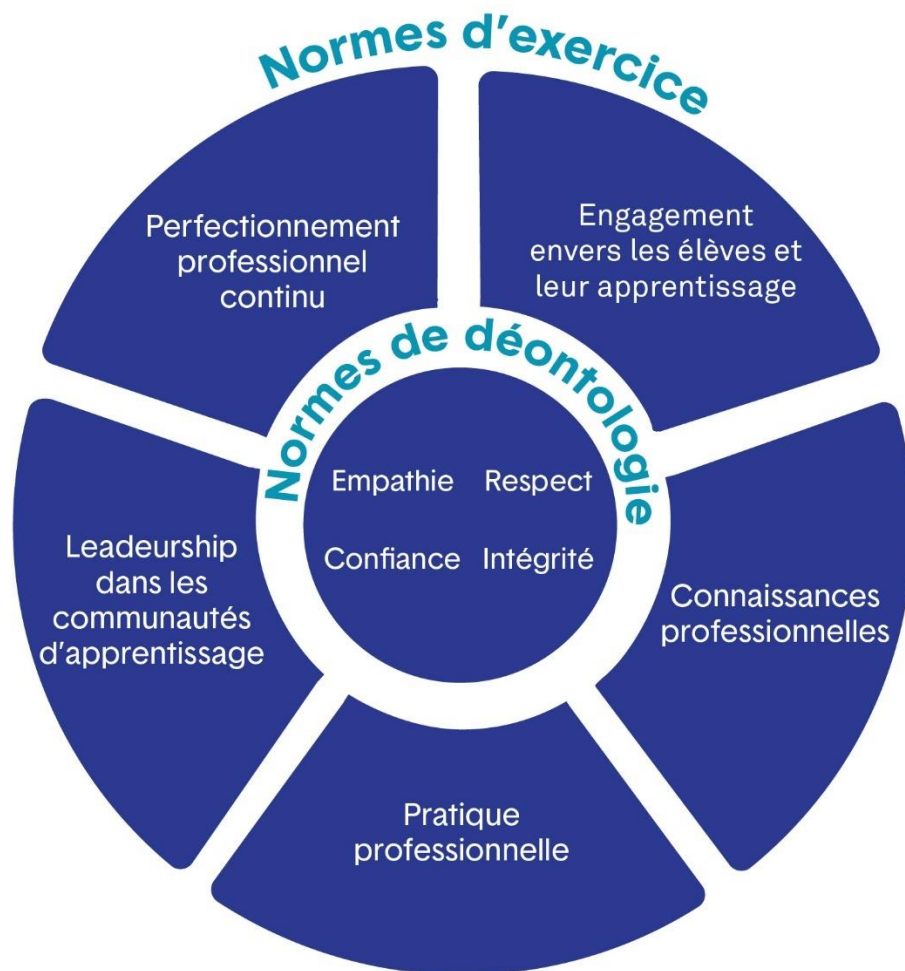 Normes d'exercice
Perfectionnement
professionnel
continu
Engagement
envers les élèves et
leur apprentissage
Normes de déontologie
Empathie Respect
Confiance Intégrité
Leadeurship
dans les
communautés
d'apprentissage
Connaissances
professionnelles
Pratique
professionnelle